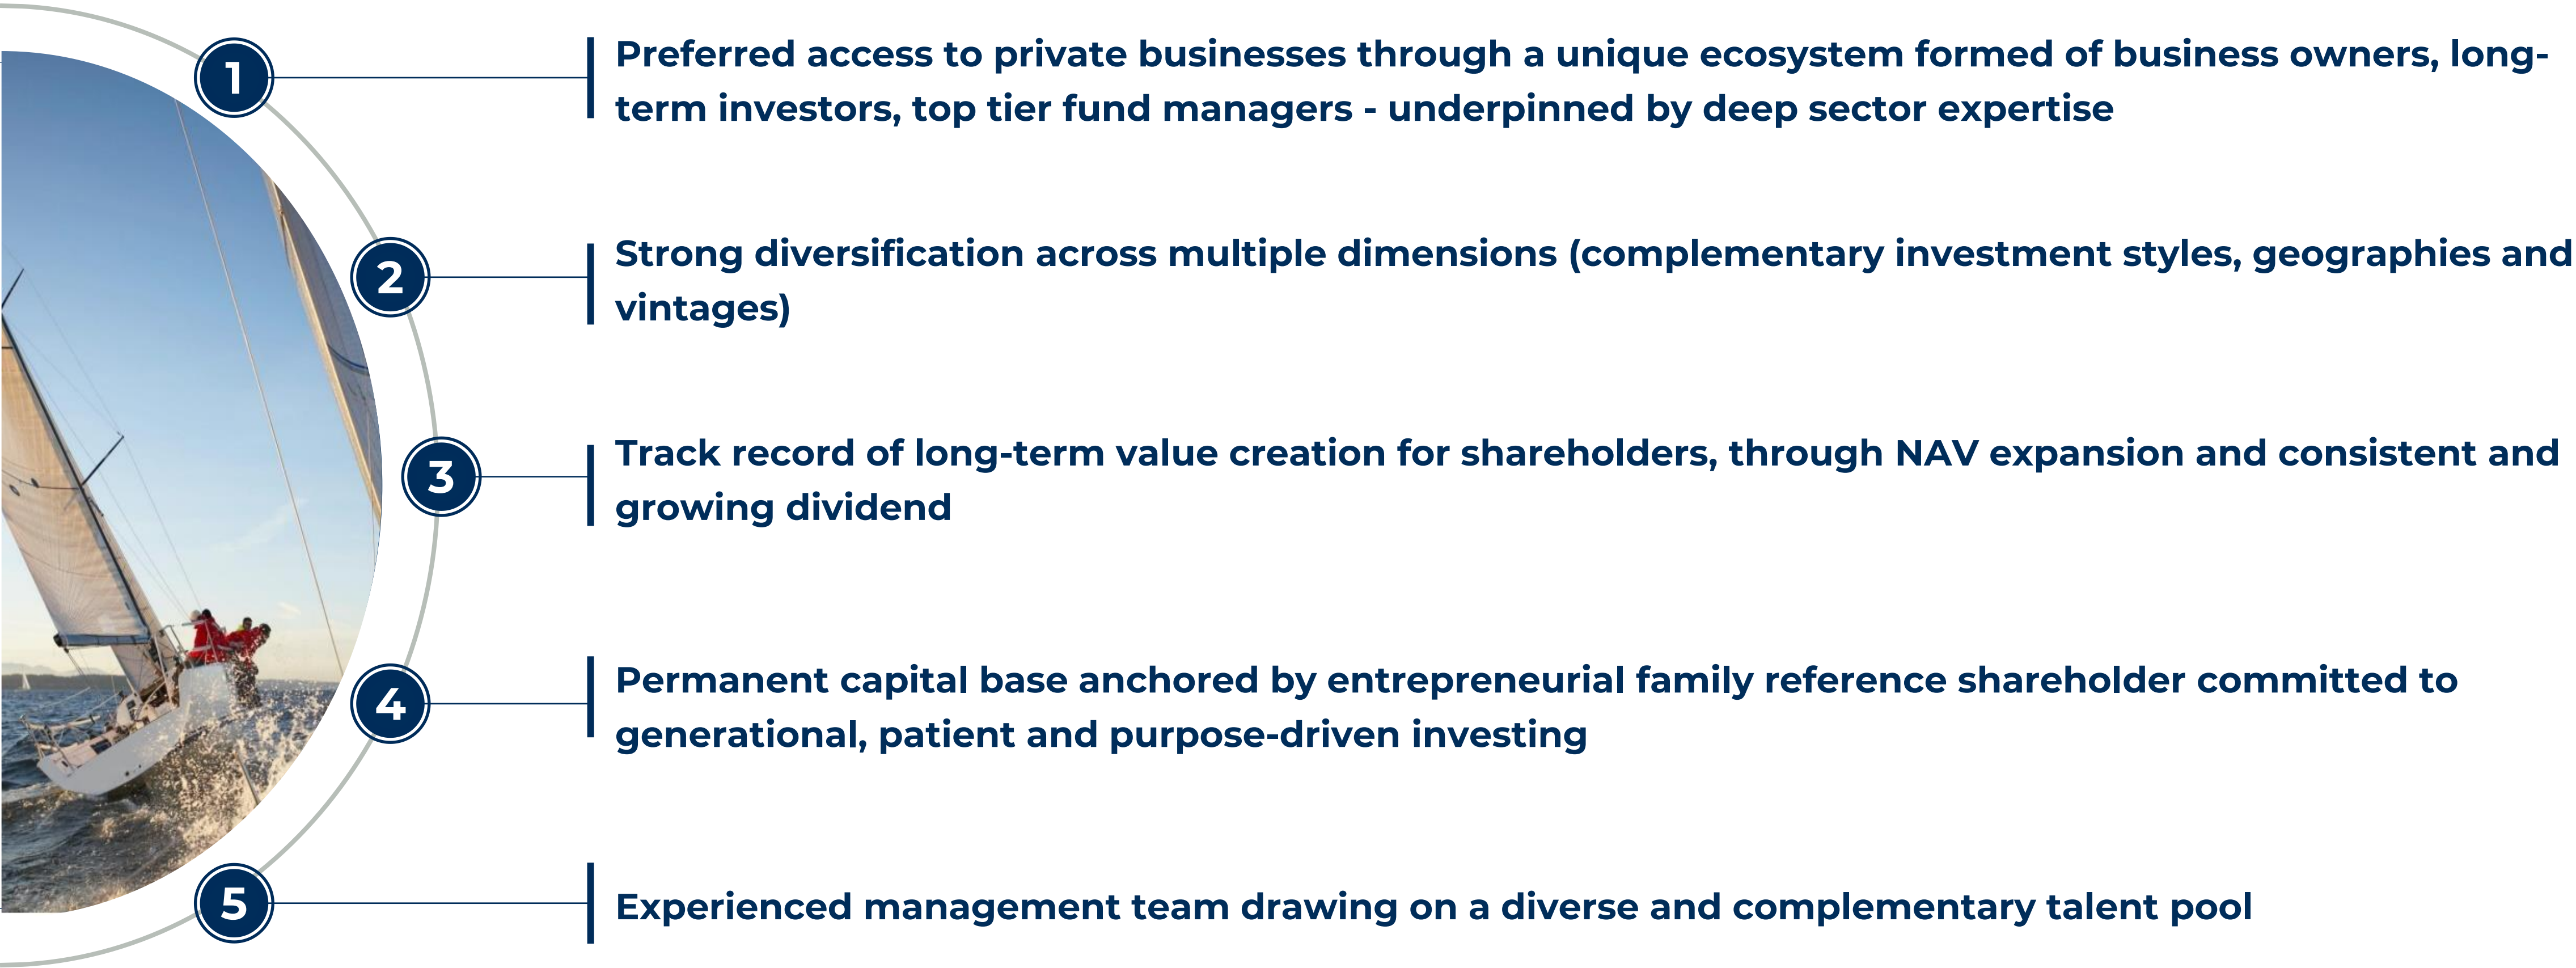 1
Preferred access to private businesses through a unique ecosystem formed of business owners, long-
term investors, top tier fund managers - underpinned by deep sector expertise
2
Strong diversification across multiple dimensions (complementary investment styles, geographies and
vintages)
3
Track record of long-term value creation for shareholders, through NAV expansion and consistent and
growing dividend
4
Permanent capital base anchored by entrepreneurial family reference shareholder committed to
generational, patient and purpose-driven investing
5
Experienced management team drawing on a diverse and complementary talent pool